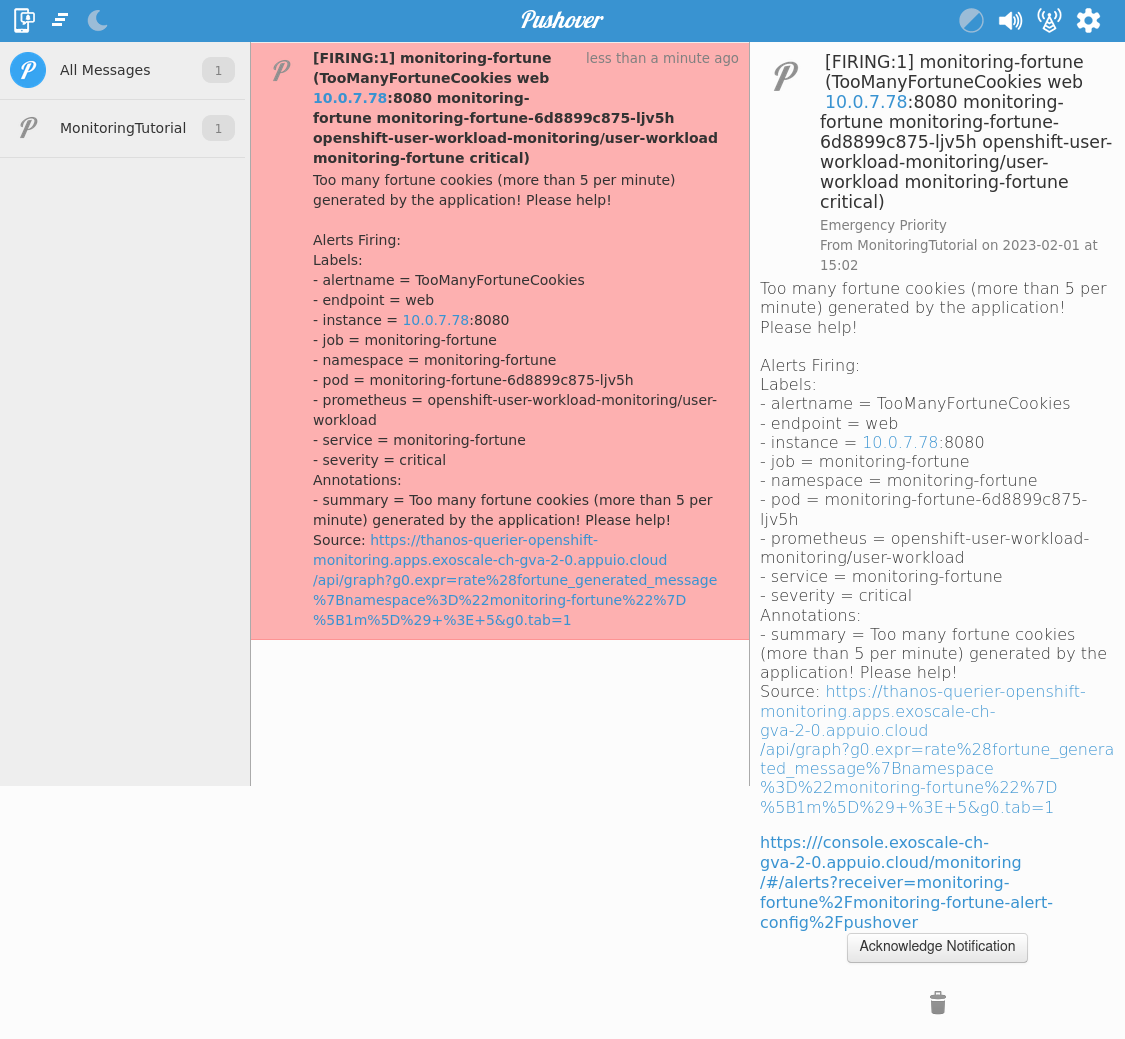 Pushover
All Messages 1
MonitoringTutorial 1
[FIRING:1] monitoring-fortune less than a minute ago
(TooManyFortuneCookies web
10.0.7.78:8080 monitoring-
fortune monitoring-fortune-6d8899c875-ljv5h
openshift-user-workload-monitoring/user-workload
monitoring-fortune critical)
Too many fortune cookies (more than 5 per minute)
generated by the application! Please help!
Alerts Firing:
Labels:
- alertname = TooManyFortuneCookies
- endpoint = web
- instance = 10.0.7.78:8080
- job = monitoring-fortune
- namespace = monitoring-fortune
- pod = monitoring-fortune-6d8899c875-ljv5h
- prometheus = openshift-user-workload-monitoring/user-
workload
- service = monitoring-fortune
- severity = critical
Annotations:
- summary = Too many fortune cookies (more than 5 per
minute) generated by the application! Please help!
Source: https://thanos-querier-openshift-
monitoring.apps.exoscale-ch-gva-2-0.appuio.cloud
/api/graph?g0.expr=rate%28fortune_generated_message
%7Bnamespace%3D%22monitoring-fortune%22%7D
%5B1m%5D%29+%3E+5&g0.tab=1
[FIRING:1] monitoring-fortune
(TooManyFortuneCookies web
10.0.7.78:8080 monitoring-
fortune monitoring-fortune-
6d8899c875-ljv5h openshift-user-
workload-monitoring/user-
workload monitoring-fortune
critical)
Emergency Priority
From MonitoringTutorial on 2023-02-01 at
15:02
Too many fortune cookies (more than 5 per
minute) generated by the application!
Please help!
Alerts Firing:
Labels:
- alertname = TooManyFortuneCookies
- endpoint = web
- instance = 10.0.7.78:8080
- job = monitoring-fortune
- namespace = monitoring-fortune
- pod = monitoring-fortune-6d8899c875-
ljv5h
- prometheus = openshift-user-workload-
monitoring/user-workload
- service = monitoring-fortune
- severity = critical
Annotations:
- summary = Too many fortune cookies
(more than 5 per minute) generated by the
application! Please help!
Source: https://thanos-querier-openshift-
monitoring.apps.exoscale-ch-
gva-2-0.appuio.cloud
/api/graph?g0.expr=rate%28fortune_genera
ted_message%7Bnamespace
%3D%22monitoring-fortune%22%7D
%5B1m%5D%29+%3E+5&g0.tab=1
https:///console.exoscale-ch-
gva-2-0.appuio.cloud/monitoring
/#/alerts?receiver=monitoring-
fortune%2Fmonitoring-fortune-alert-
config%2Fpushover
Acknowledge Notification